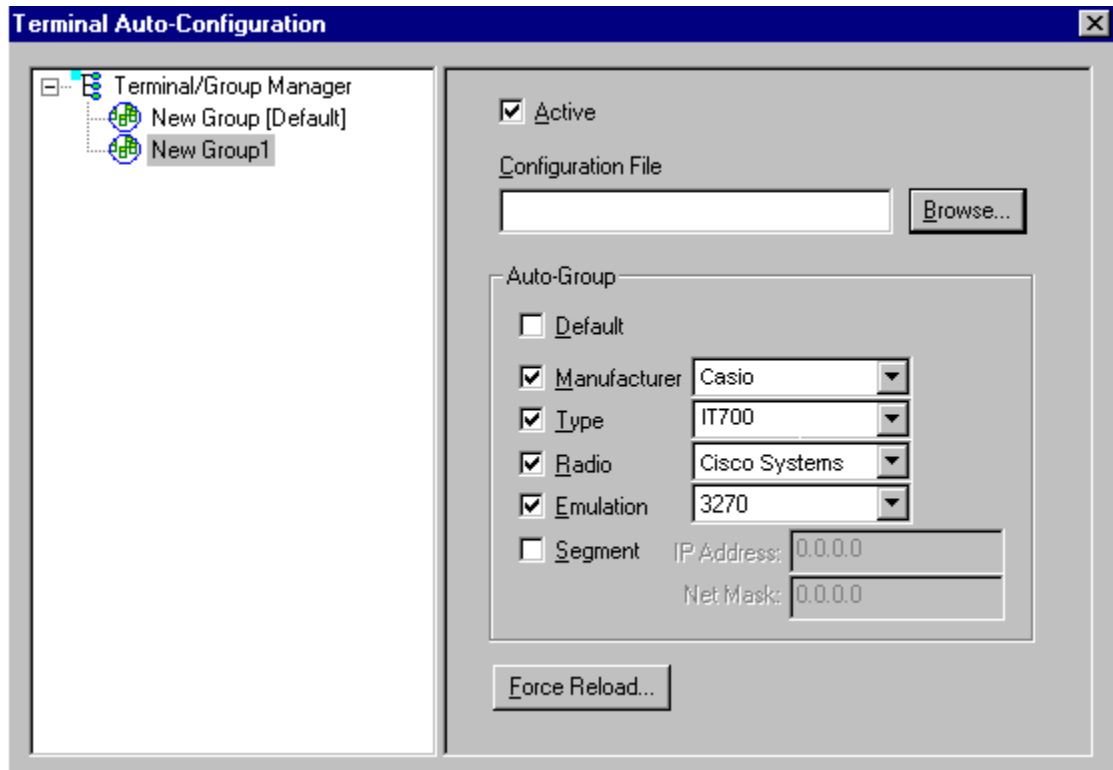 Terminal Auto-Configuration
Terminal/Group Manager
New Group [Default]
New Group1
Active
Configuration File
Browse...
Auto-Group
Default
Manufacturer Casio
Type IT700
Radio Cisco Systems
Emulation 3270
Segment IP Address: 0.0.0.0
Net Mask: 0.0.0.0
Force Reload...